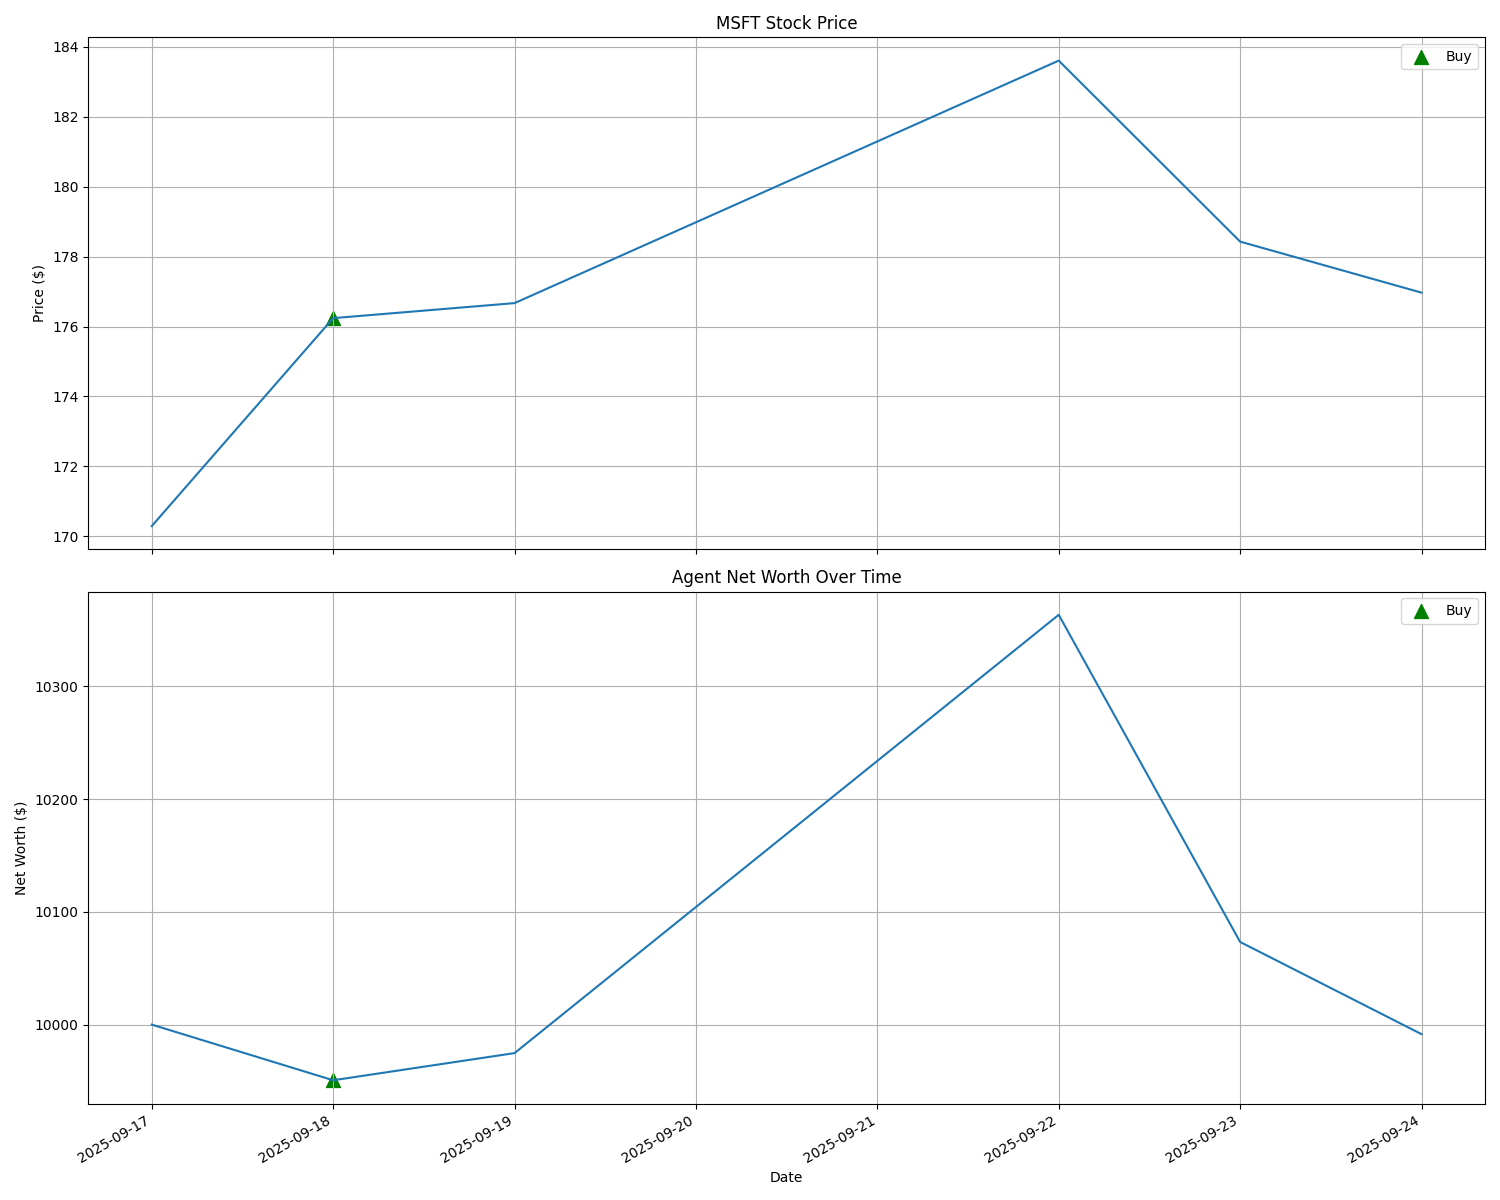 MSFT Stock Price
Buy
184
182
180
178
176
174
172
170
Price ($)
Agent Net Worth Over Time
Buy
10300
10200
10100
10000
Net Worth ($)
2025-09-17
2025-09-18
2025-09-19
2025-09-20
2025-09-21
2025-09-22
2025-09-23
2025-09-24
Date